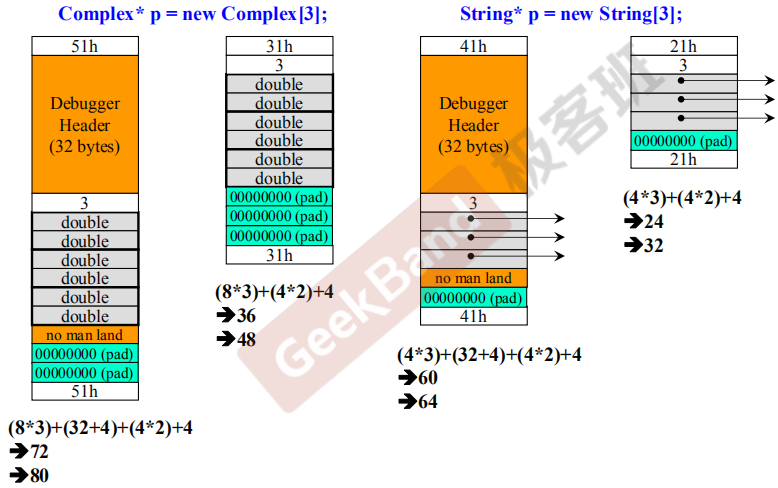 Complex* p = new Complex[3];
51h
Debugger
Header
(32 bytes)
3
double
double
double
double
double
double
no man land
00000000 (pad)
00000000 (pad)
51h
(8*3)+(32+4)+(4*2)+4
➔72
➔80
31h
3
double
double
double
double
double
double
00000000 (pad)
00000000 (pad)
00000000 (pad)
31h
(8*3)+(4*2)+4
➔36
➔48
String* p = new String[3];
41h
Debugger
Header
(32 bytes)
3
no man land
00000000 (pad)
41h
(4*3)+(32+4)+(4*2)+4
➔60
➔64
21h
3
00000000 (pad)
21h
(4*3)+(4*2)+4
➔24
➔32
GeekBand 极客班